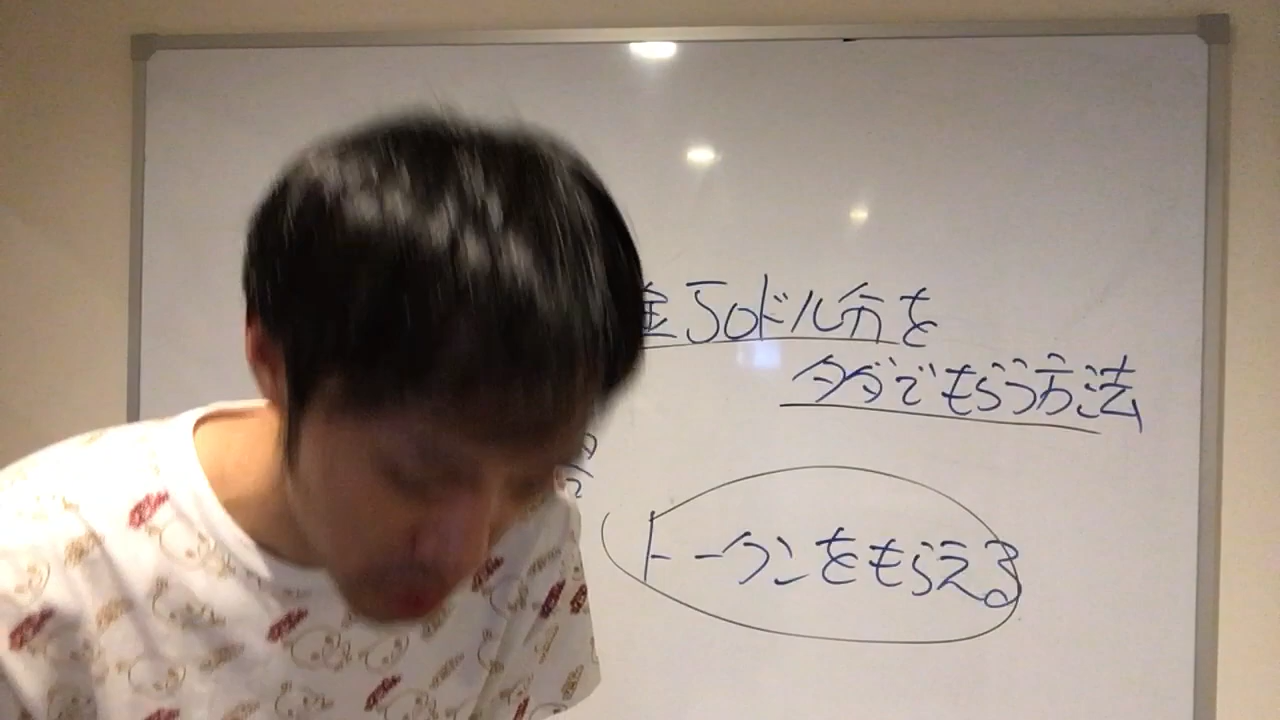 金50ドル分を
タダでもらう方法
トークンをもらえる